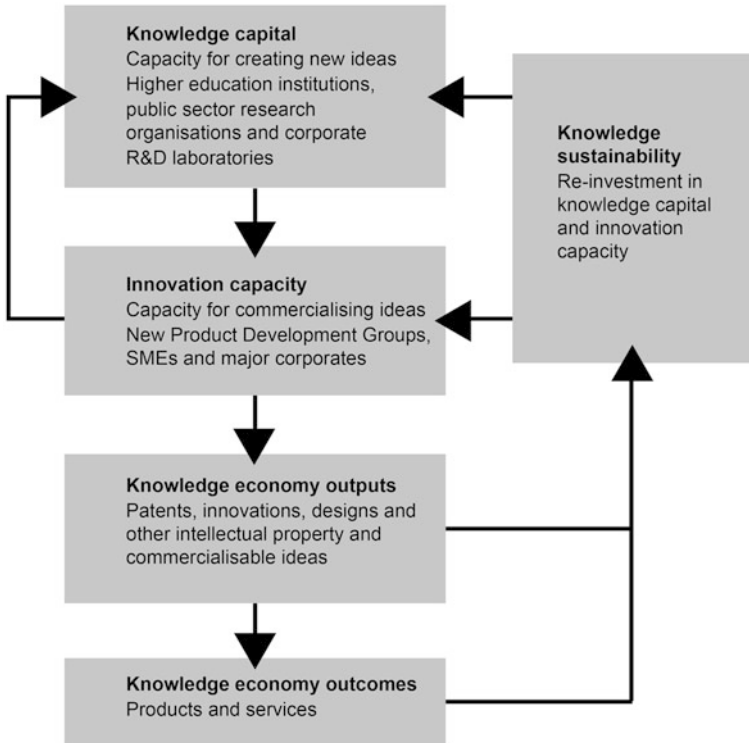 Knowledge capital
Capacity for creating new ideas
Higher education institutions,
public sector research
organisations and corporate
R&D laboratories
Knowledge
sustainability
Re-investment in
knowledge capital
and innovation
capacity
Innovation capacity
Capacity for commercialising ideas
New Product Development Groups,
SMEs and major corporates
Knowledge economy outputs
Patents, innovations, designs and
other intellectual property and
commercialisable ideas
Knowledge economy outcomes
Products and services